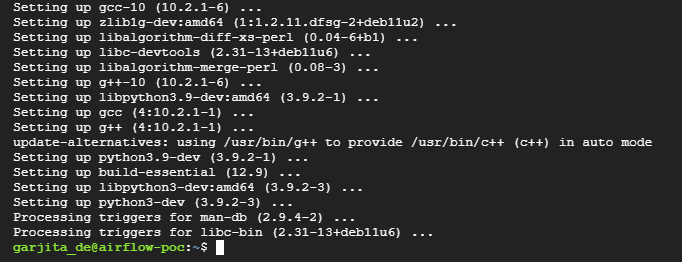 Setting up gcc-10 (10.2.1-6) ...
Setting up zlib1g-dev:amd64 (1:1.2.11.dfsg-2+deb11u2) ...
Setting up libalgorithm-diff-xs-perl (0.04-6+b1) ...
Setting up libc-devtools (2.31-13+deb11u6) ...
Setting up libalgorithm-merge-perl (0.08-3) ...
Setting up g++-10 (10.2.1-6) ...
Setting up libpython3.9-dev:amd64 (3.9.2-1) ...
Setting up gcc (4:10.2.1-1) ...
Setting up g++ (4:10.2.1-1) ...
update-alternatives: using /usr/bin/g++ to provide /usr/bin/c++ (c++) in auto mode
Setting up python3.9-dev (3.9.2-1) ...
Setting up build-essential (12.9) ...
Setting up libpython3-dev:amd64 (3.9.2-3) ...
Setting up python3-dev (3.9.2-3) ...
Processing triggers for man-db (2.9.4-2) ...
Processing triggers for libc-bin (2.31-13+deb11u6) ...
garjita_de@airflow-poc:~$